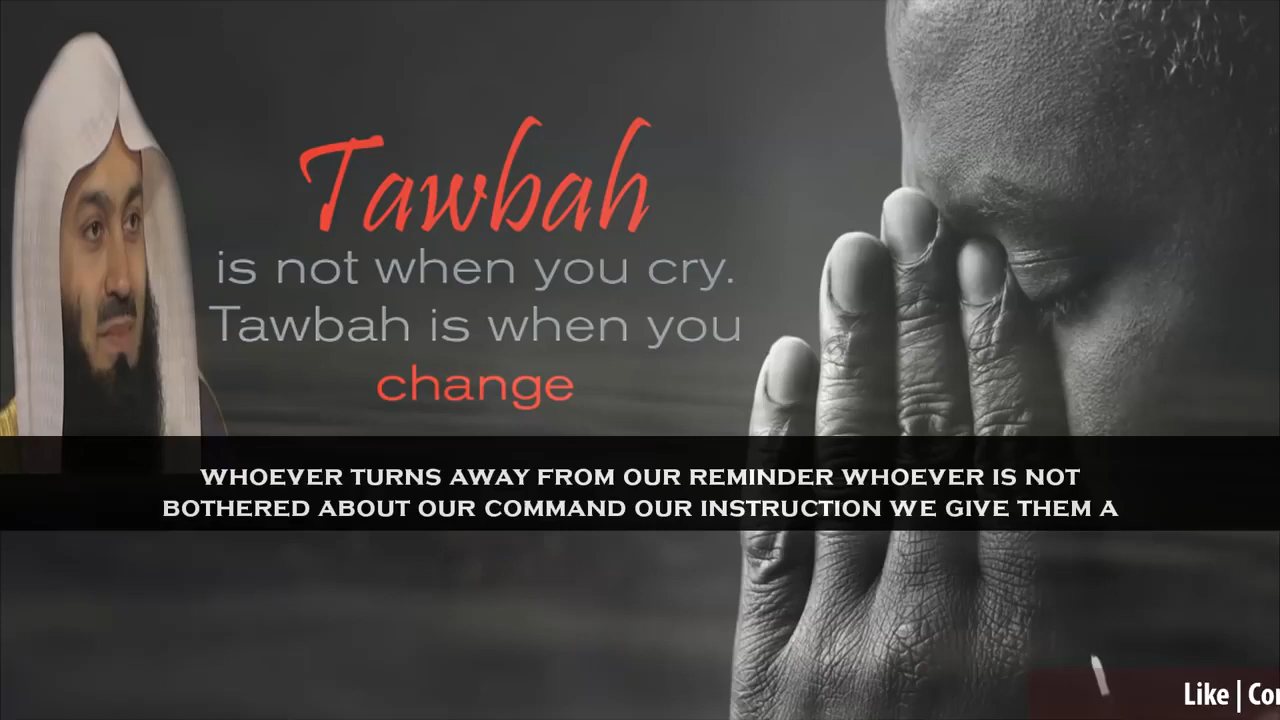 Tawbah
is not when you cry.
Tawbah is when you
change
WHOEVER TURNS AWAY FROM OUR REMINDER WHOEVER IS NOT
BOTHERED ABOUT OUR COMMAND OUR INSTRUCTION WE GIVE THEM A
Like | Co